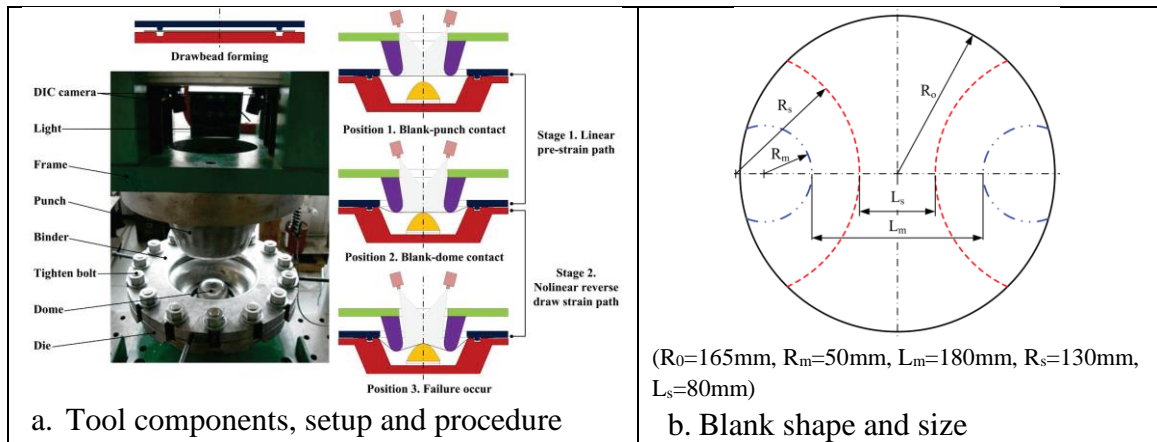 Drawbead forming
DIC camera
Light
Frame
Punch
Binder
Tighten bolt
Dome
Die
Position 1. Blank-punch contact
Position 2. Blank-dome contact
Position 3. Failure occur
Stage 1. Linear
pre-strain path
Stage 2.
Nolinear reverse
draw strain path
a. Tool components, setup and procedure
Rs
Rm
Ro
Ls
Lm
(R0=165mm, Rm=50mm, Lm=180mm, Rs=130mm,
Ls=80mm)
b. Blank shape and size